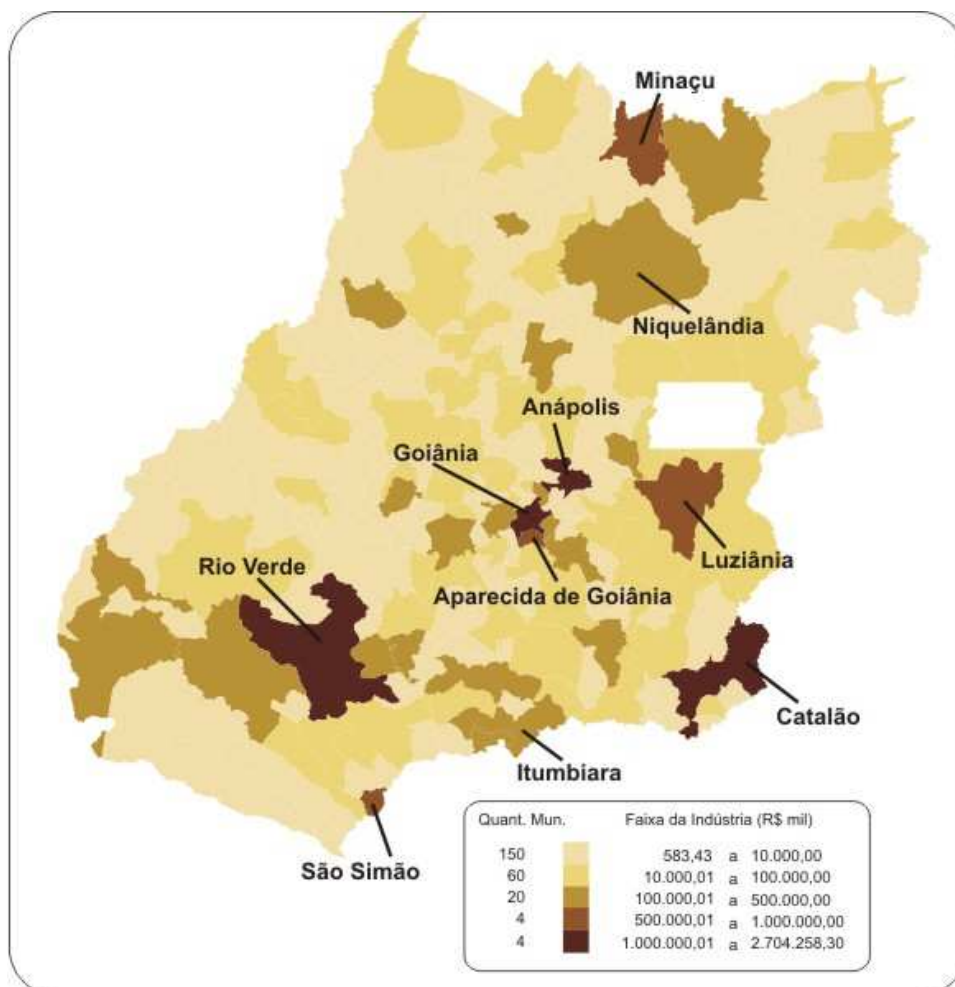 Minaçu
Niquelândia
Anápolis
Goiânia
Luziânia
Rio Verde
Aparecida de Goiânia
Catalão
Itumbiara
São Simão
Quant. Mun. Faixa da Indústria (R$ mil)
150 583,43 a 10.000,00
60 10.000,01 a 100.000,00
20 100.000,01 a 500.000,00
4 500.000,01 a 1.000.000,00
4 1.000.000,01 a 2.704.258,30